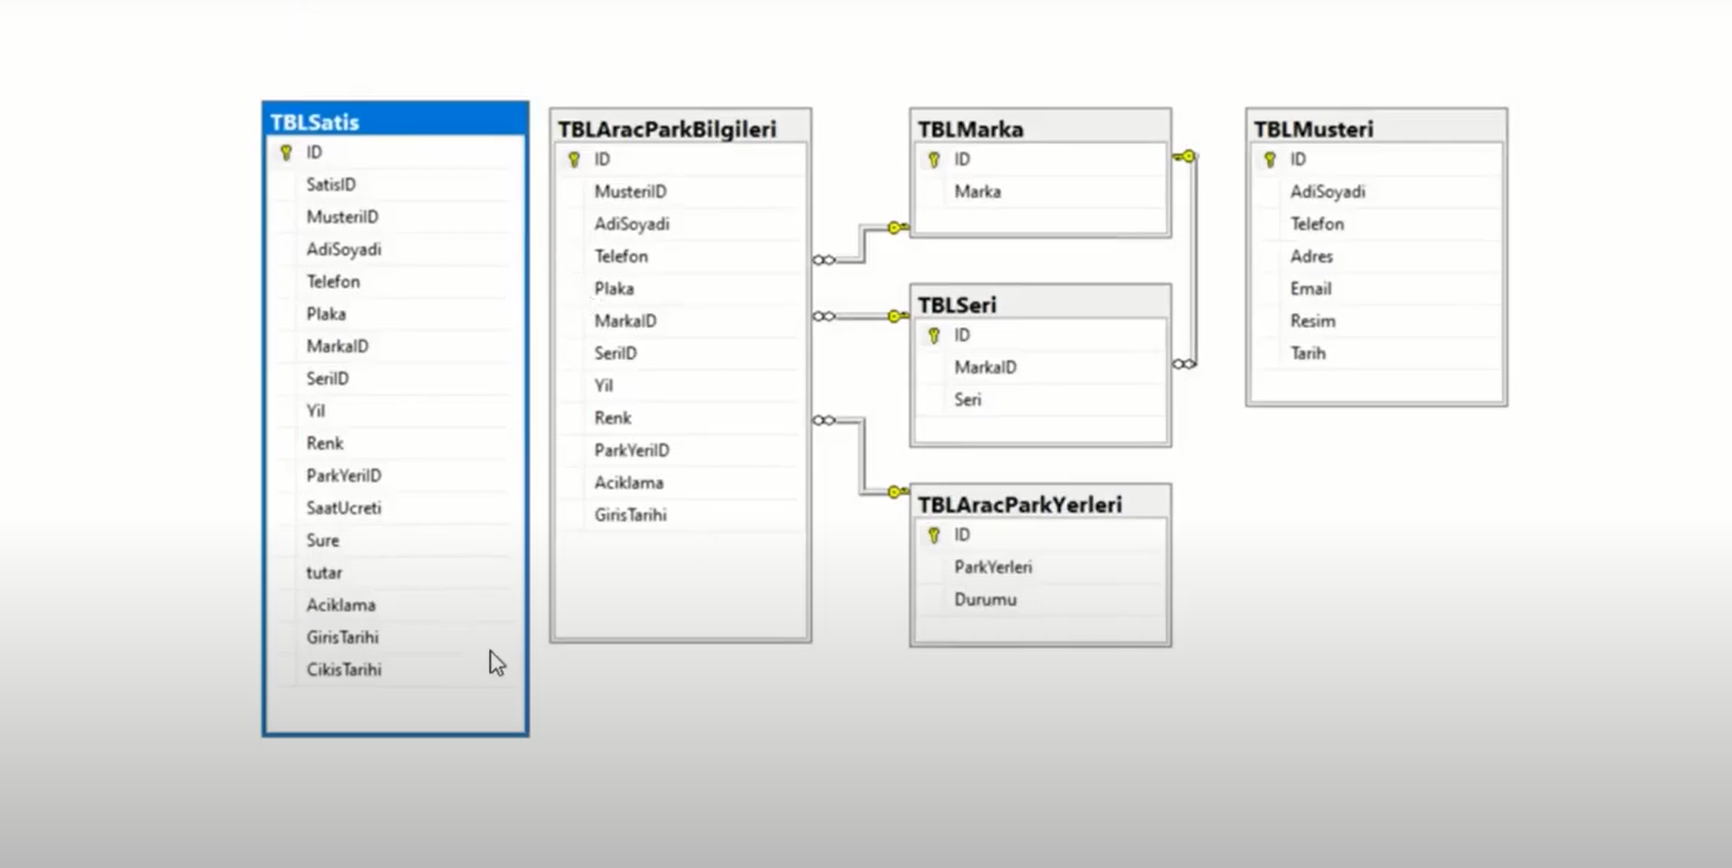 TBLSatis
ID
SatisID
MusteriID
AdiSoyadi
Telefon
Plaka
MarkaID
SeriID
Yil
Renk
ParkYeriID
SaatUcreti
Sure
tutar
Aciklama
GirisTarihi
CikisTarihi
TBLAracParkBilgileri
ID
MusteriID
AdiSoyadi
Telefon
Plaka
MarkaID
SeriID
Yil
Renk
ParkYeriID
Aciklama
GirisTarihi
TBLMarka
ID
Marka
TBLSeri
ID
MarkaID
Seri
TBLAracParkYerleri
ID
ParkYerleri
Durumu
TBLMusteri
ID
AdiSoyadi
Telefon
Adres
Email
Resim
Tarih